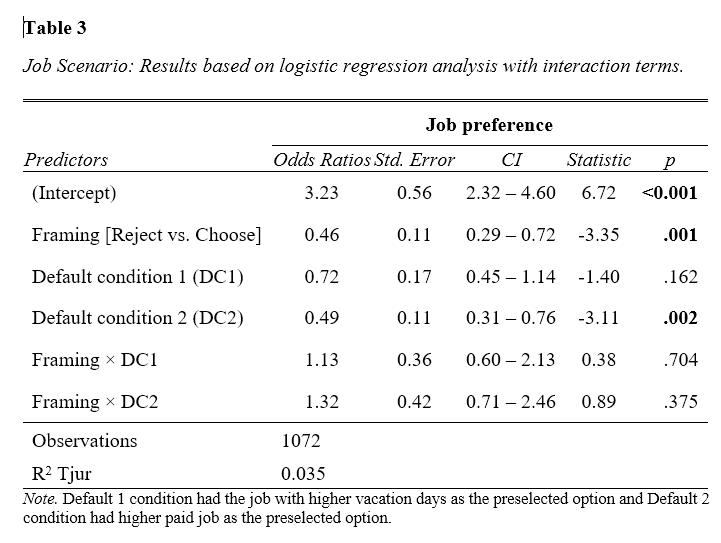 Table 3
Job Scenario: Results based on logistic regression analysis with interaction terms.
Job preference
Predictors Odds Ratios Std. Error CI Statistic p
(Intercept) 3.23 0.56 2.32 – 4.60 6.72 <0.001
Framing [Reject vs. Choose] 0.46 0.11 0.29 – 0.72 -3.35 .001
Default condition 1 (DC1) 0.72 0.17 0.45 – 1.14 -1.40 .162
Default condition 2 (DC2) 0.49 0.11 0.31 – 0.76 -3.11 .002
Framing × DC1 1.13 0.36 0.60 – 2.13 0.38 .704
Framing × DC2 1.32 0.42 0.71 – 2.46 0.89 .375
Observations 1072
R² Tjur 0.035
Note. Default 1 condition had the job with higher vacation days as the preselected option and Default 2
condition had higher paid job as the preselected option.